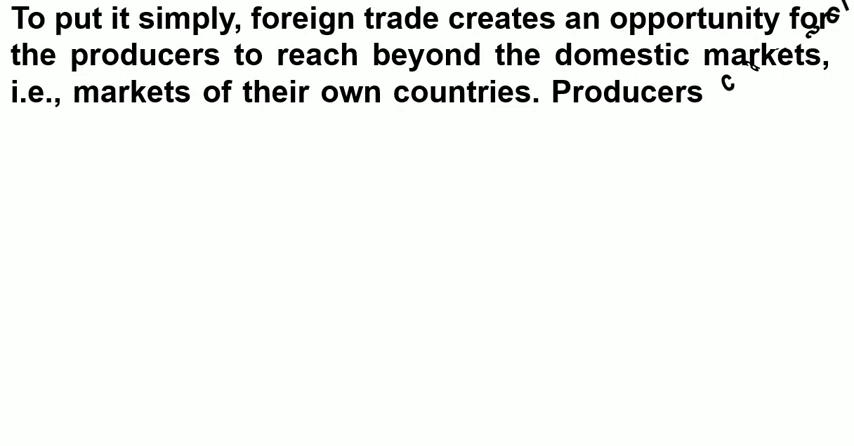 To put it simply, foreign trade creates an opportunity for
the producers to reach beyond the domestic markets,
i.e., markets of their own countries. Producers